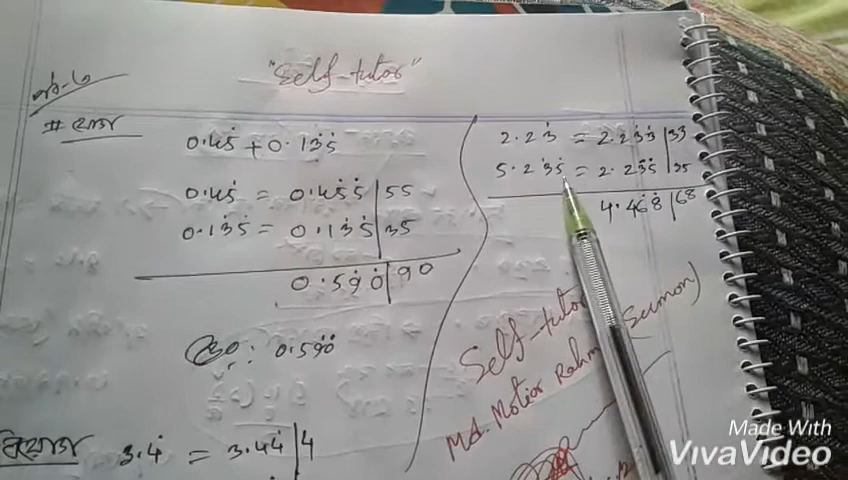 "Self-tutor"
# যোগ
0.45̇ + 0.13̇5̇
0.45̇ = 0.45̇5̇|55
0.13̇5̇ = 0.13̇5̇|35
0.59̇0̇|90
0.59̇0̇
বিয়োগ 3.4̇ = 3.44̇|4
2.23̇ = 2.23̇3̇|33
5.23̇5̇ = 2.23̇5̇|35
4.46̇8̇|68
Self-tutor
Md. Motior Rahman (Sumon)
Made With
VivaVideo